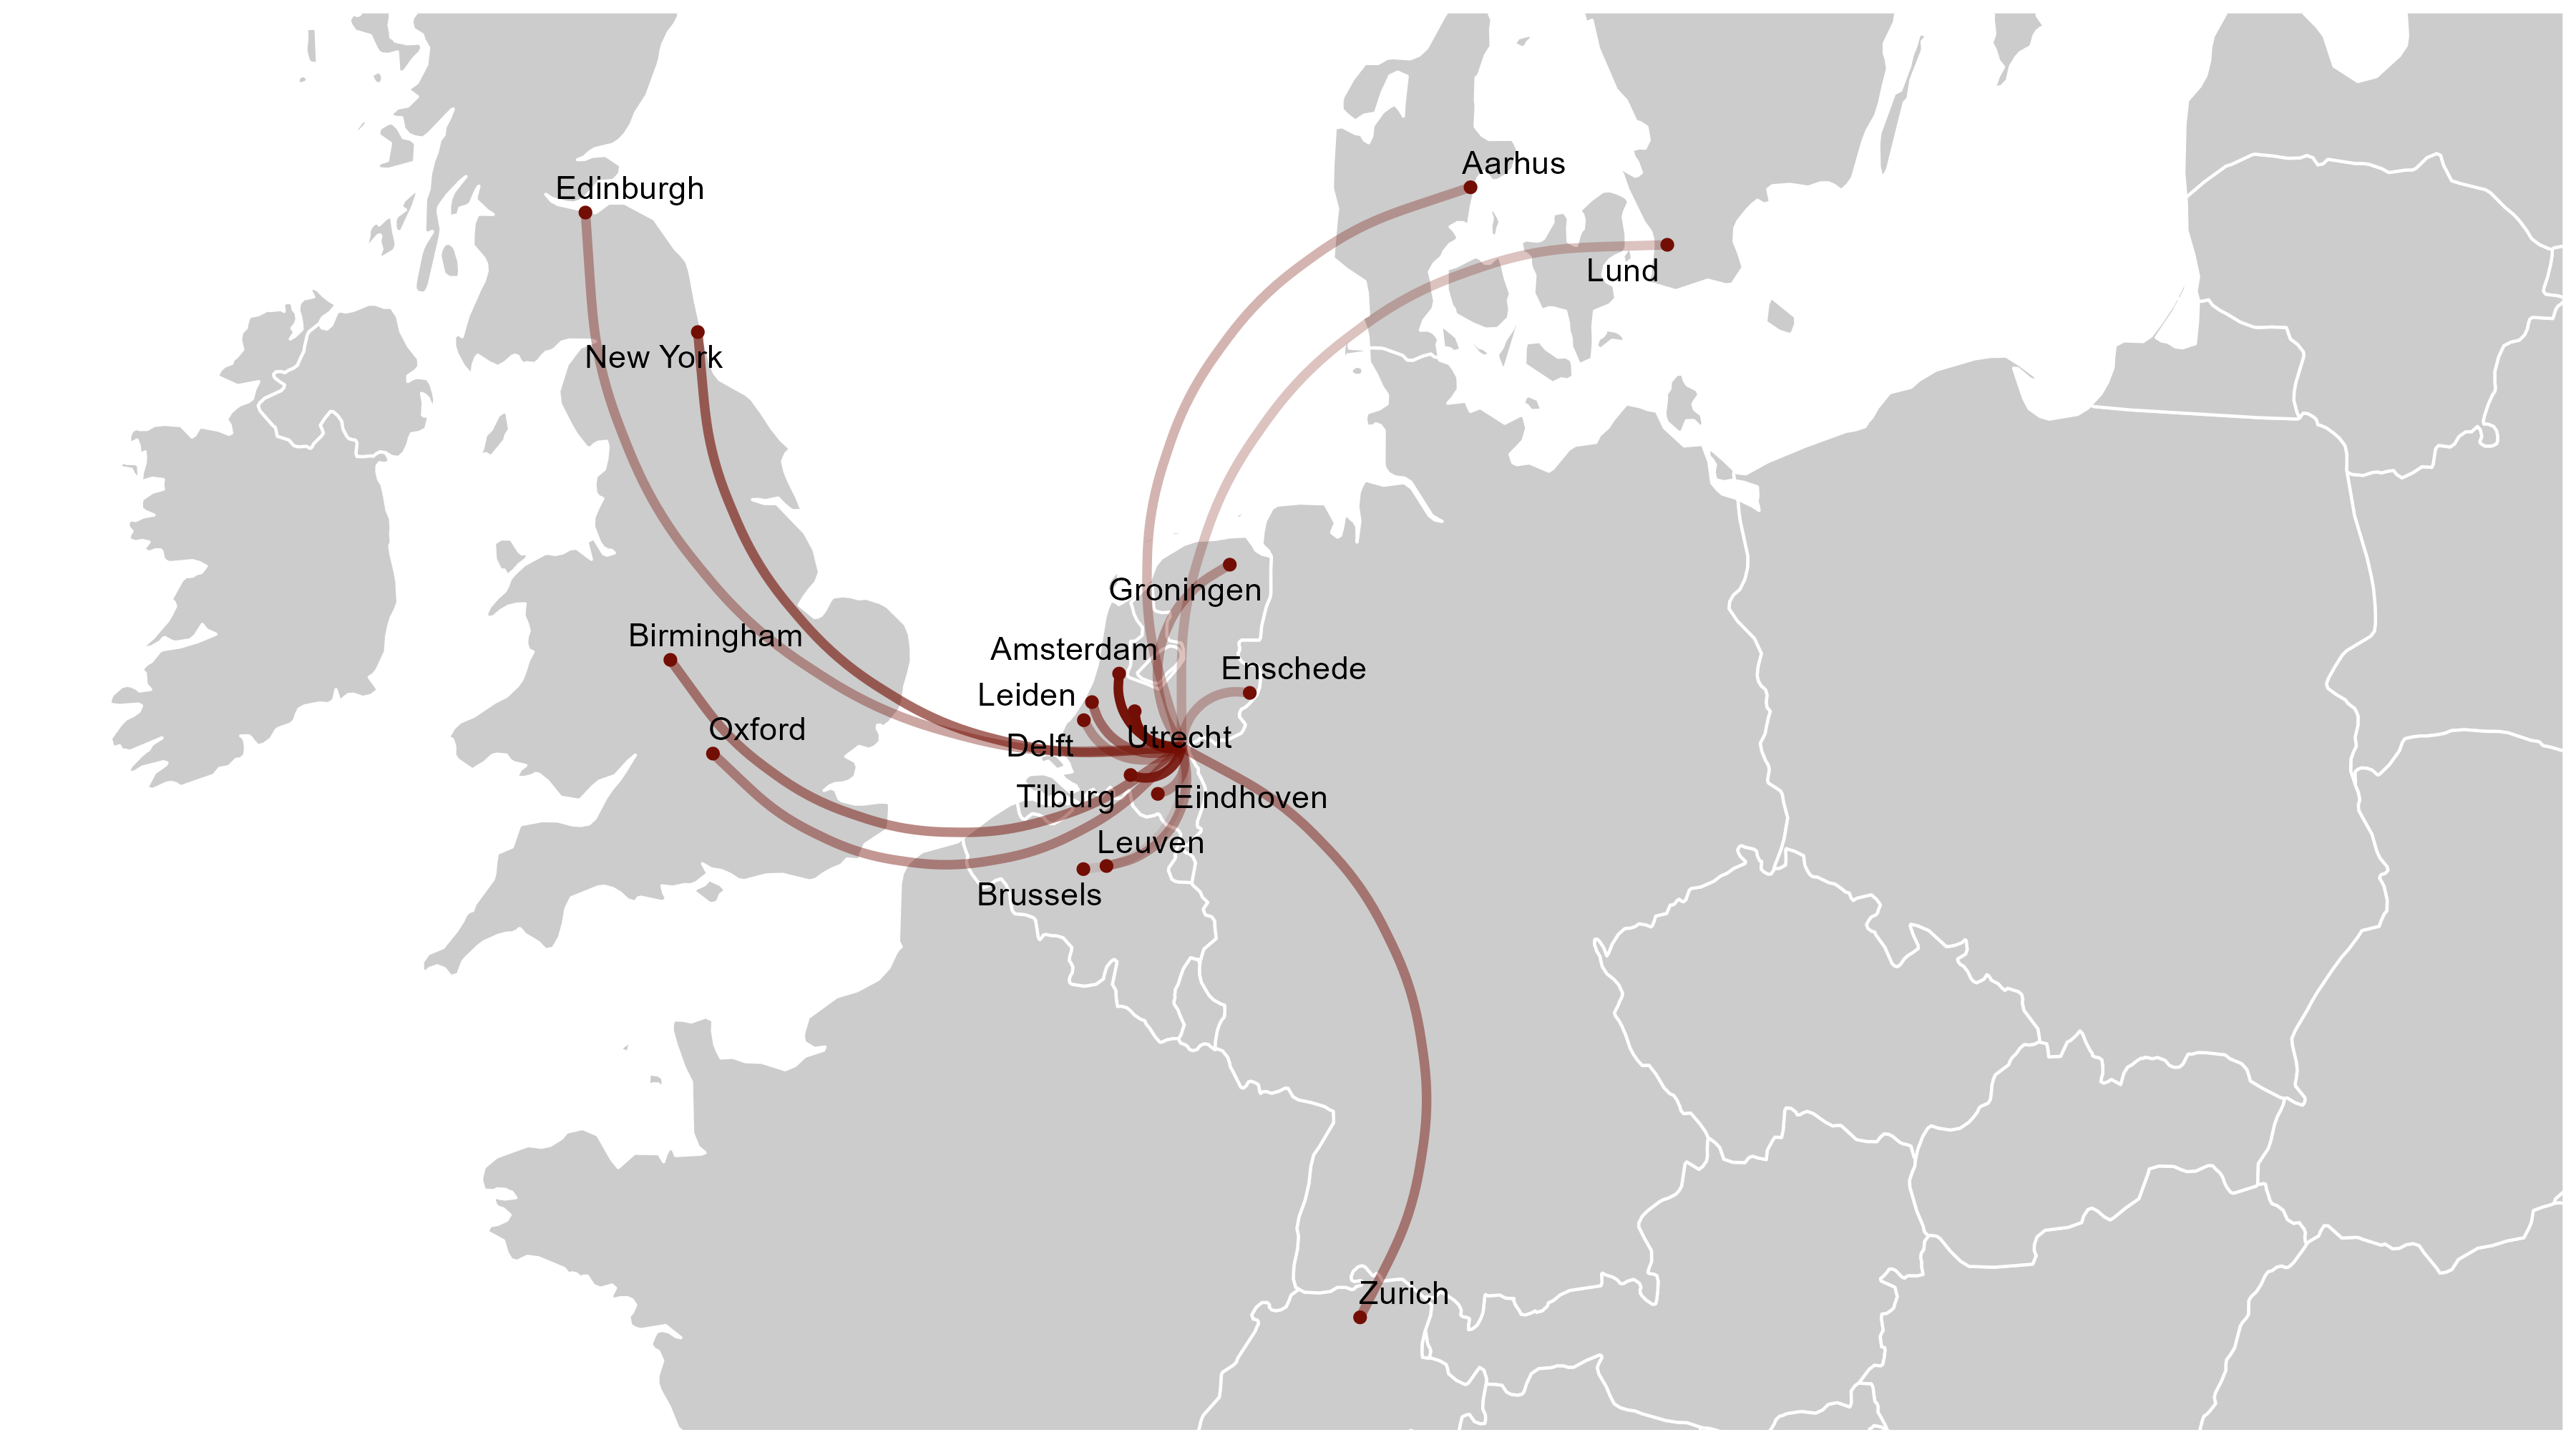 Aarhus
Edinburgh
Lund
New York
Groningen
Birmingham
Amsterdam
Enschede
Leiden
Oxford
Utrecht
Delft
Tilburg
Eindhoven
Leuven
Brussels
Zurich